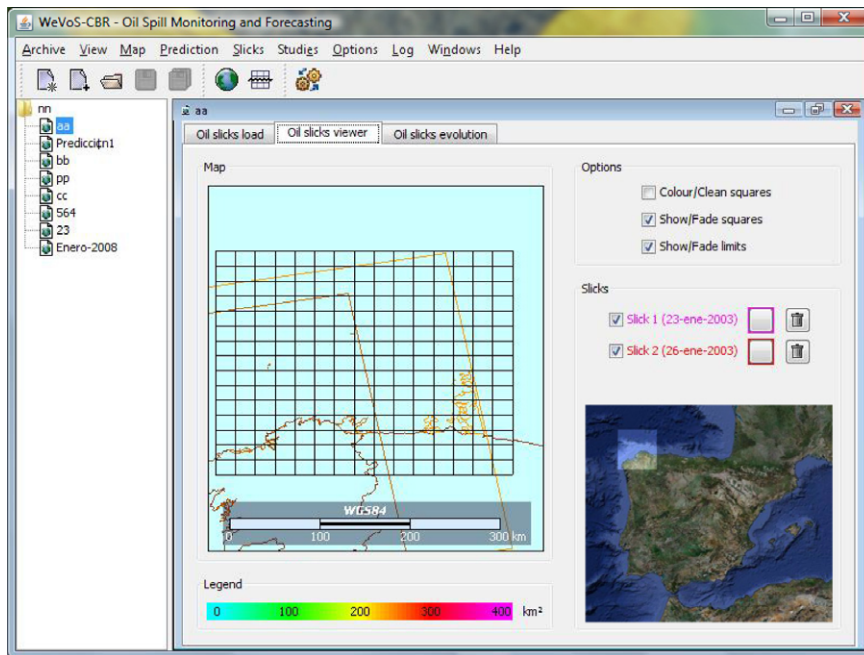 WeVoS-CBR - Oil Spill Monitoring and Forecasting
Archive View Map Prediction Slicks Studies Options Log Windows Help
nn
aa
Predicci¢n1
bb
pp
cc
564
23
Enero-2008
aa
Oil slicks load Oil slicks viewer Oil slicks evolution
Map
WGS84
0 100 200 300 km
Legend
0 100 200 300 400 km²
Options
Colour/Clean squares
Show/Fade squares
Show/Fade limits
Slicks
Slick 1 (23-ene-2003)
Slick 2 (26-ene-2003)